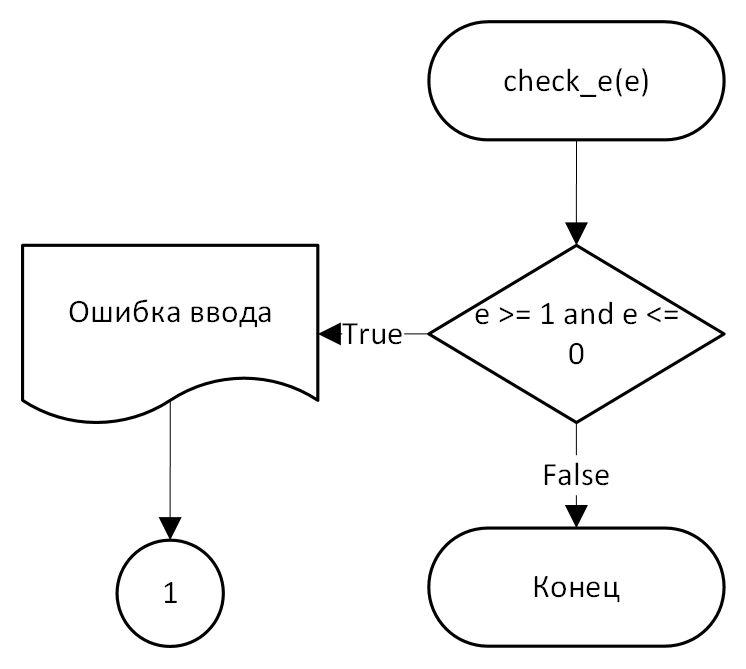 check_e(e)
Ошибка ввода
True
e >= 1 and e <=
0
False
1
Конец